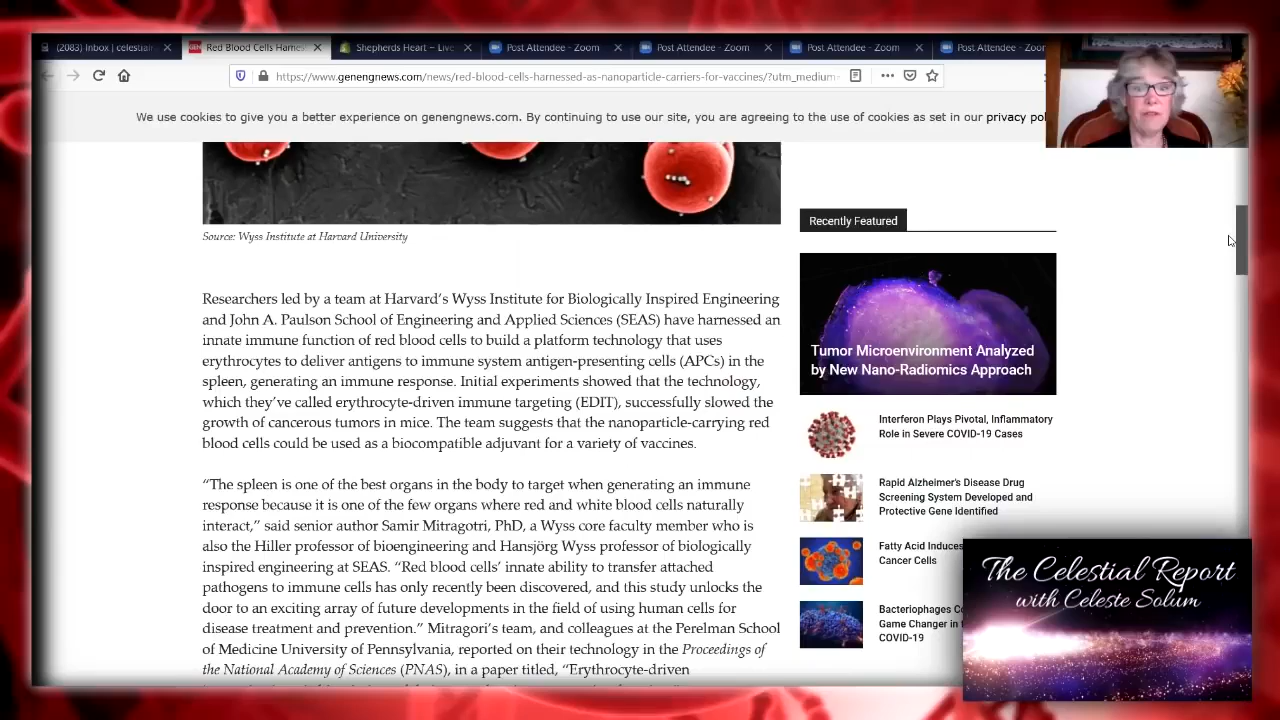 (2083) Inbox | celestialr
Red Blood Cells Harnes
Shepherds Heart – Live
Post Attendee - Zoom
Post Attendee - Zoom
Post Attendee - Zoom
Post Attendee - Zoom
https://www.genengnews.com/news/red-blood-cells-harnessed-as-nanoparticle-carriers-for-vaccines/?utm_medium
We use cookies to give you a better experience on genengnews.com. By continuing to use our site, you are agreeing to the use of cookies as set in our privacy pol
Source: Wyss Institute at Harvard University
Researchers led by a team at Harvard's Wyss Institute for Biologically Inspired Engineering
and John A. Paulson School of Engineering and Applied Sciences (SEAS) have harnessed an
innate immune function of red blood cells to build a platform technology that uses
erythrocytes to deliver antigens to immune system antigen-presenting cells (APCs) in the
spleen, generating an immune response. Initial experiments showed that the technology,
which they've called erythrocyte-driven immune targeting (EDIT), successfully slowed the
growth of cancerous tumors in mice. The team suggests that the nanoparticle-carrying red
blood cells could be used as a biocompatible adjuvant for a variety of vaccines.
“The spleen is one of the best organs in the body to target when generating an immune
response because it is one of the few organs where red and white blood cells naturally
interact,” said senior author Samir Mitragotri, PhD, a Wyss core faculty member who is
also the Hiller professor of bioengineering and Hansjörg Wyss professor of biologically
inspired engineering at SEAS. “Red blood cells' innate ability to transfer attached
pathogens to immune cells has only recently been discovered, and this study unlocks the
door to an exciting array of future developments in the field of using human cells for
disease treatment and prevention.” Mitragori's team, and colleagues at the Perelman School
of Medicine University of Pennsylvania, reported on their technology in the Proceedings of
the National Academy of Sciences (PNAS), in a paper titled, “Erythrocyte-driven
Recently Featured
Tumor Microenvironment Analyzed
by New Nano-Radiomics Approach
Interferon Plays Pivotal, Inflammatory
Role in Severe COVID-19 Cases
Rapid Alzheimer's Disease Drug
Screening System Developed and
Protective Gene Identified
Fatty Acid Induces
Cancer Cells
Bacteriophages Co
Game Changer in t
COVID-19
The Celestial Report
with Celeste Solum